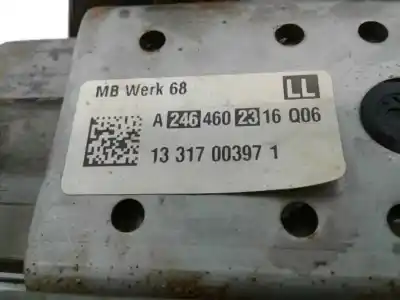 MB Werk 68 LL
A 246 460 23 16 Q06
13 317 00397 1